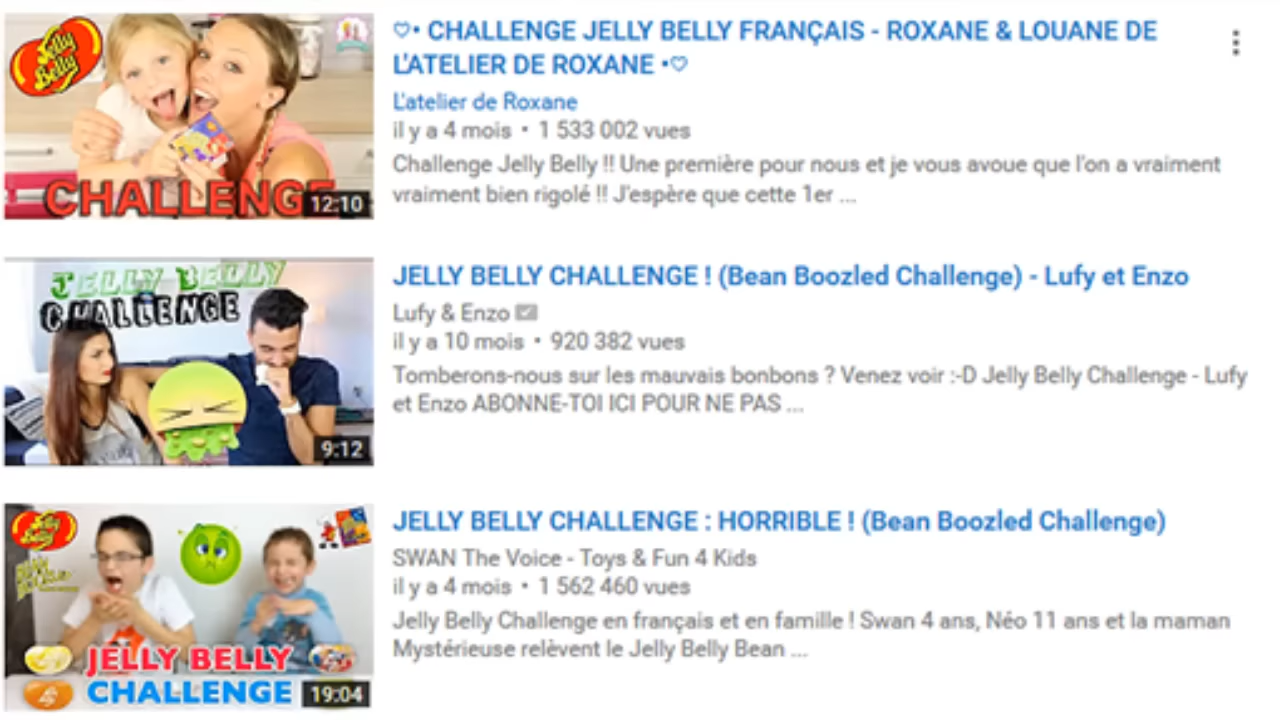 Jelly
Belly
CHALLENGE
12:10
♡• CHALLENGE JELLY BELLY FRANÇAIS - ROXANE & LOUANE DE
L'ATELIER DE ROXANE •♡
L'atelier de Roxane
il y a 4 mois • 1 533 002 vues
Challenge Jelly Belly !! Une première pour nous et je vous avoue que l'on a vraiment
vraiment bien rigolé !! J'espère que cette 1er ...
JELLY BELLY
CHALLENGE
9:12
JELLY BELLY CHALLENGE ! (Bean Boozled Challenge) - Lufy et Enzo
Lufy & Enzo
il y a 10 mois • 920 382 vues
Tomberons-nous sur les mauvais bonbons ? Venez voir :-D Jelly Belly Challenge - Lufy
et Enzo ABONNE-TOI ICI POUR NE PAS ...
Jelly
Belly
BEAN
BOOZLED
JELLY BELLY
CHALLENGE
19:04
JELLY BELLY CHALLENGE : HORRIBLE ! (Bean Boozled Challenge)
SWAN The Voice - Toys & Fun 4 Kids
il y a 4 mois • 1 562 460 vues
Jelly Belly Challenge en français et en famille ! Swan 4 ans, Néo 11 ans et la maman
Mystérieuse relèvent le Jelly Belly Bean ...